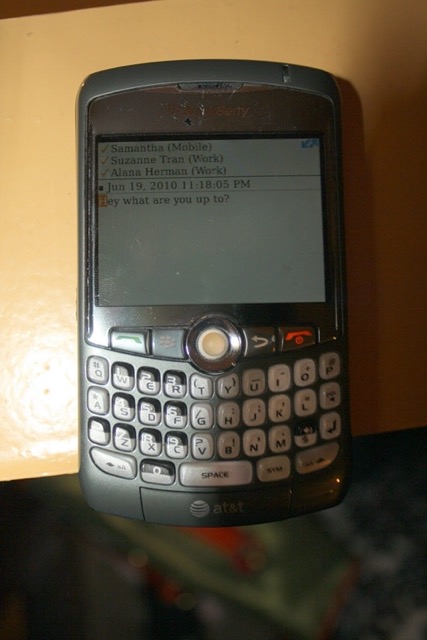 BlackBerry
✓Samantha (Mobile)
✓Suzanne Tran (Work)
✓Alana Herman (Work)
Jun 19, 2010 11:18:05 PM
Hey what are you up to?
Q W E R T Y U I O P
A S D F G H J K L
Z X C V B N M
0 SPACE SYM
at&t